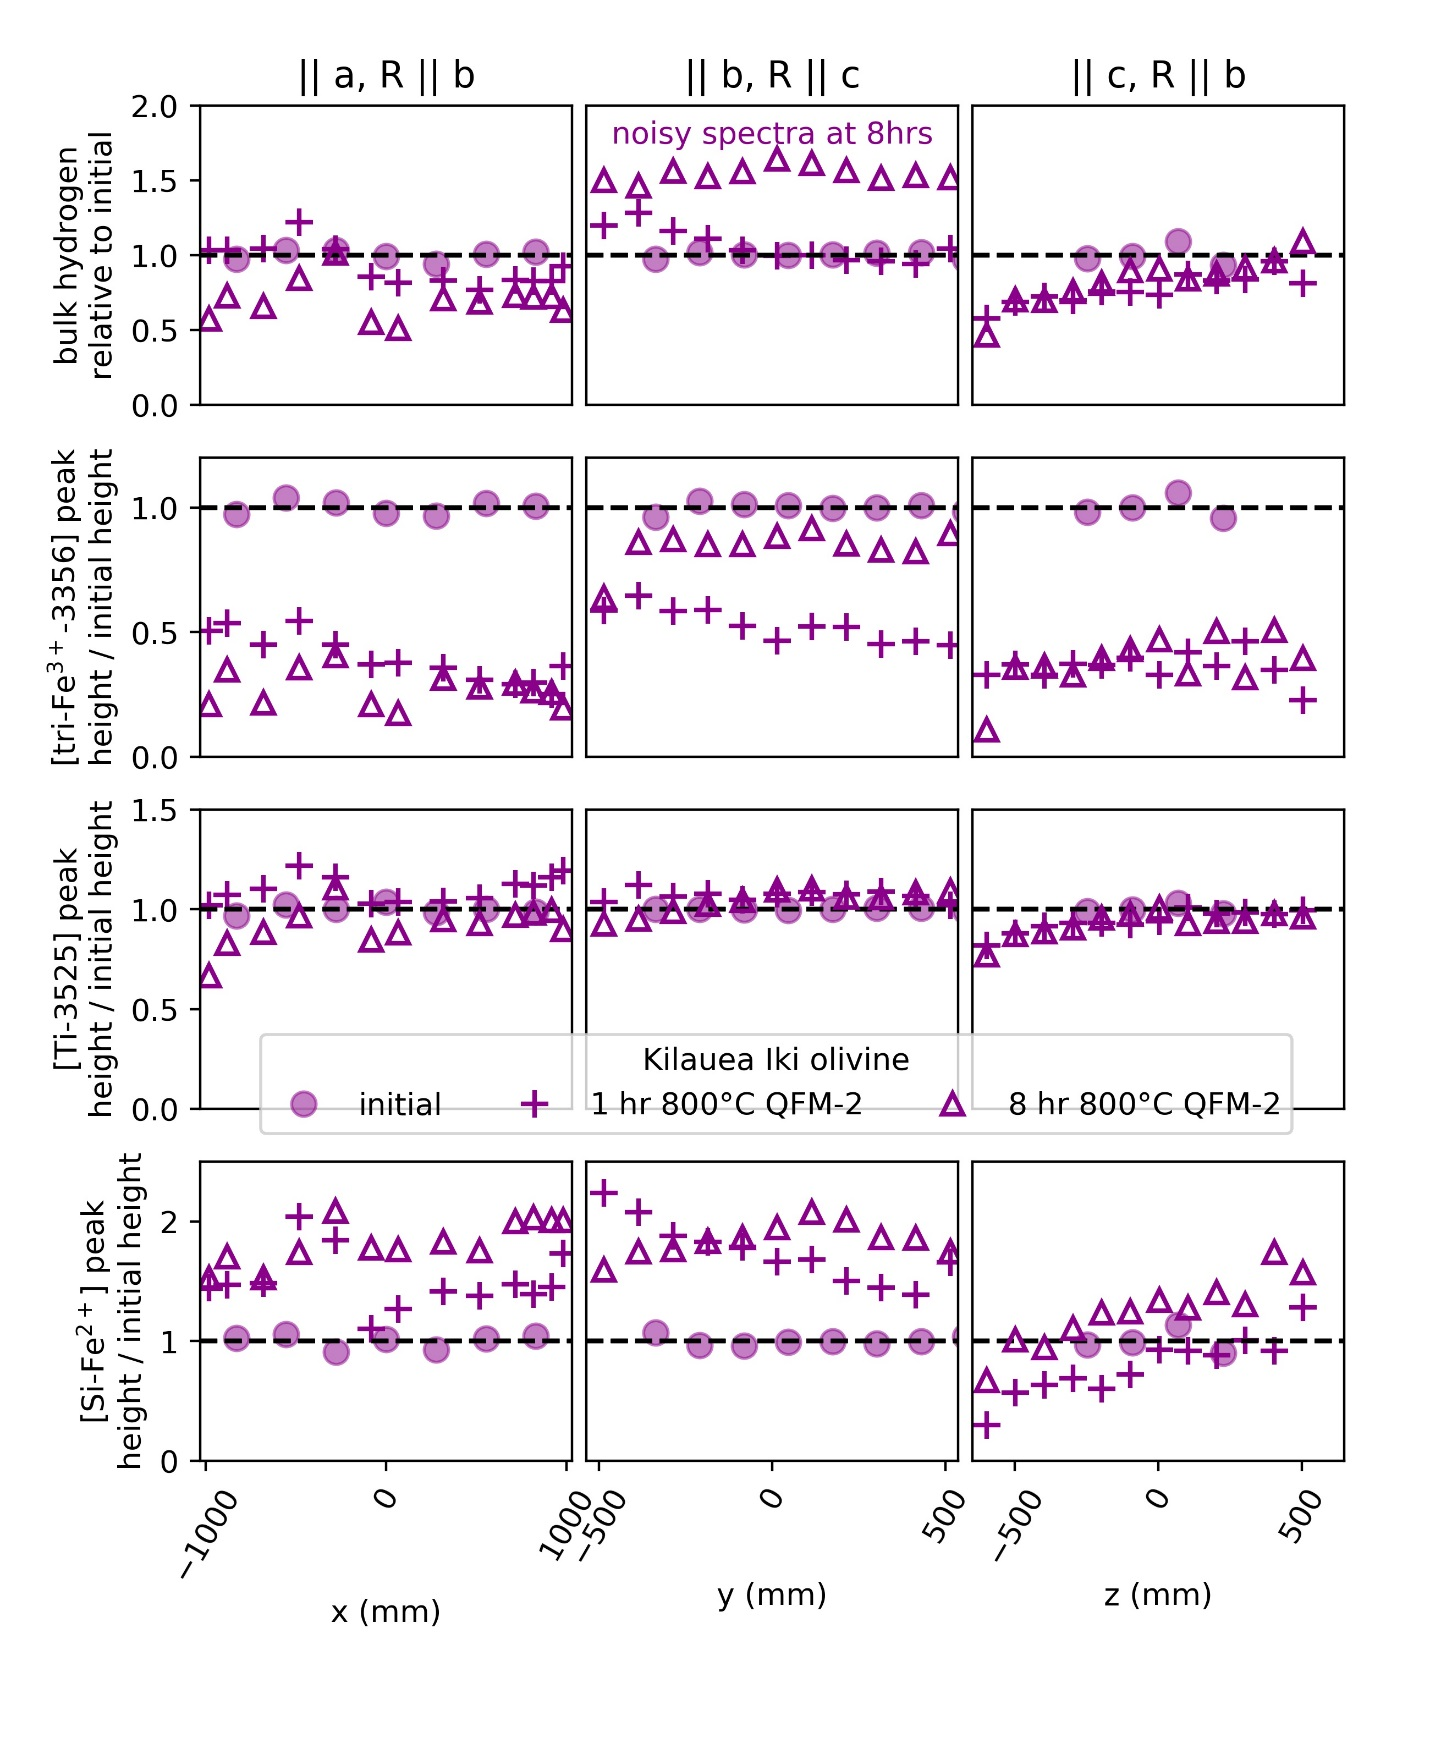 || a, R || b
|| b, R || c
|| c, R || b
bulk hydrogen
relative to initial
2.0
1.5
1.0
0.5
0.0
noisy spectra at 8hrs
[tri-Fe³⁺-3356] peak
height / initial height
1.0
0.5
0.0
[Ti-3525] peak
height / initial height
1.5
1.0
0.5
0.0
Kilauea Iki olivine
initial
1 hr 800°C QFM-2
8 hr 800°C QFM-2
[Si-Fe²⁺] peak
height / initial height
2
1
0
−1000
0
1000
−500
0
500
−500
0
500
x (mm)
y (mm)
z (mm)